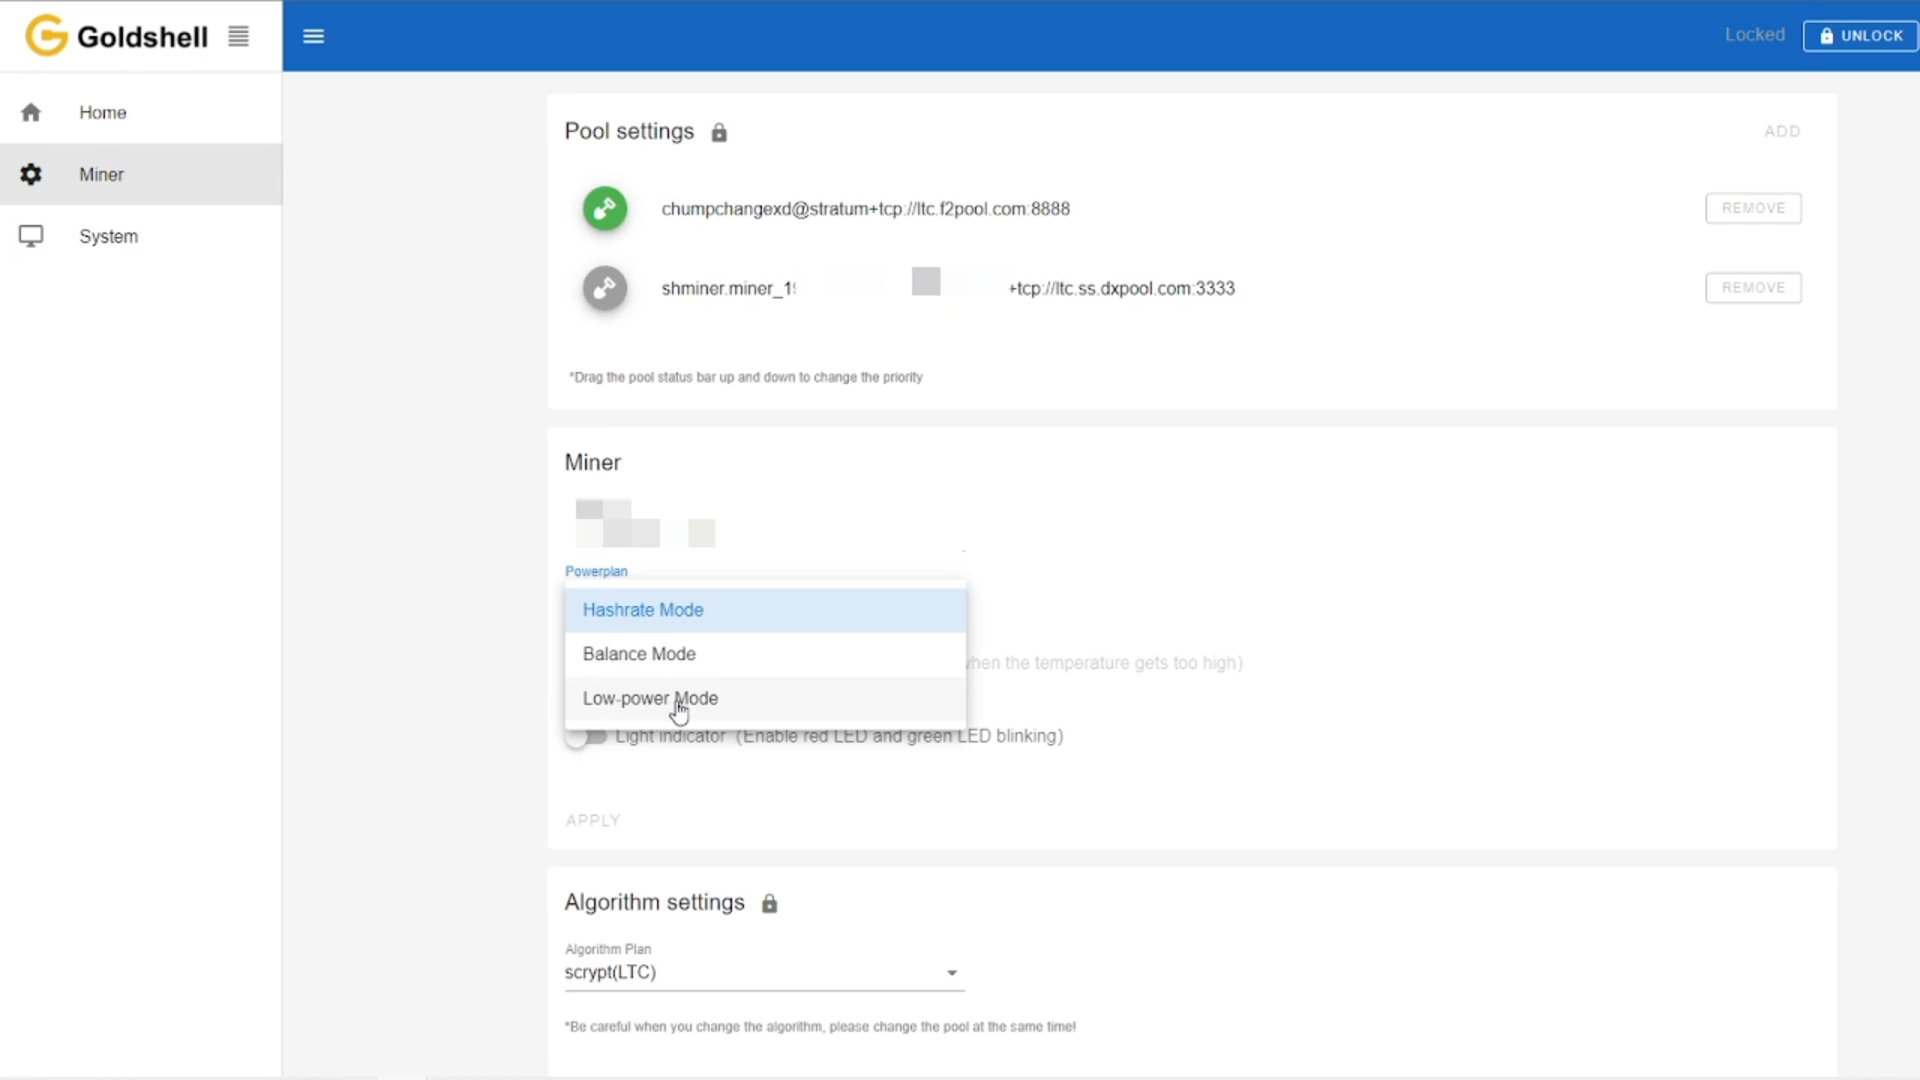 Goldshell
Locked
UNLOCK
Home
Miner
System
Pool settings
ADD
chumpchangexd@stratum+tcp://ltc.f2pool.com:8888
REMOVE
shminer.miner_19
+tcp://ltc.ss.dxpool.com:3333
REMOVE
*Drag the pool status bar up and down to change the priority
Miner
Powerplan
Hashrate Mode
Balance Mode
when the temperature gets too high)
Low-power Mode
Light indicator (Enable red LED and green LED blinking)
APPLY
Algorithm settings
Algorithm Plan
scrypt(LTC)
*Be careful when you change the algorithm, please change the pool at the same time!